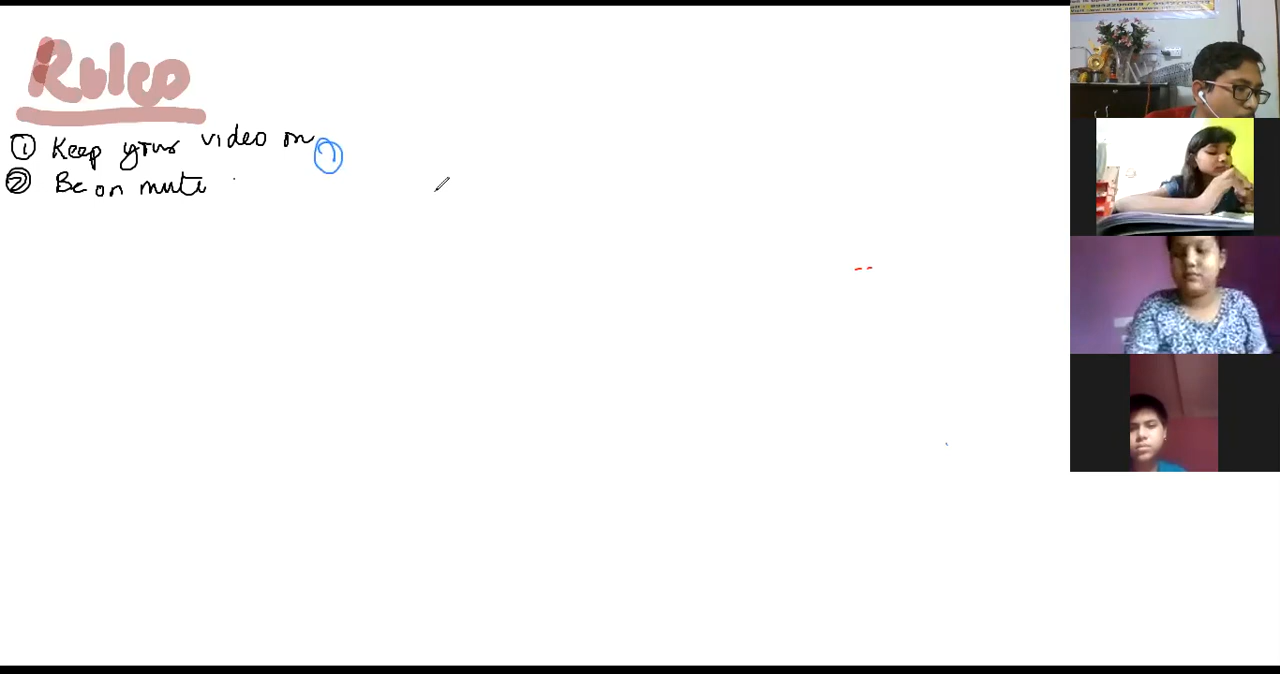 Rules
① Keep your video on
② Be on mute